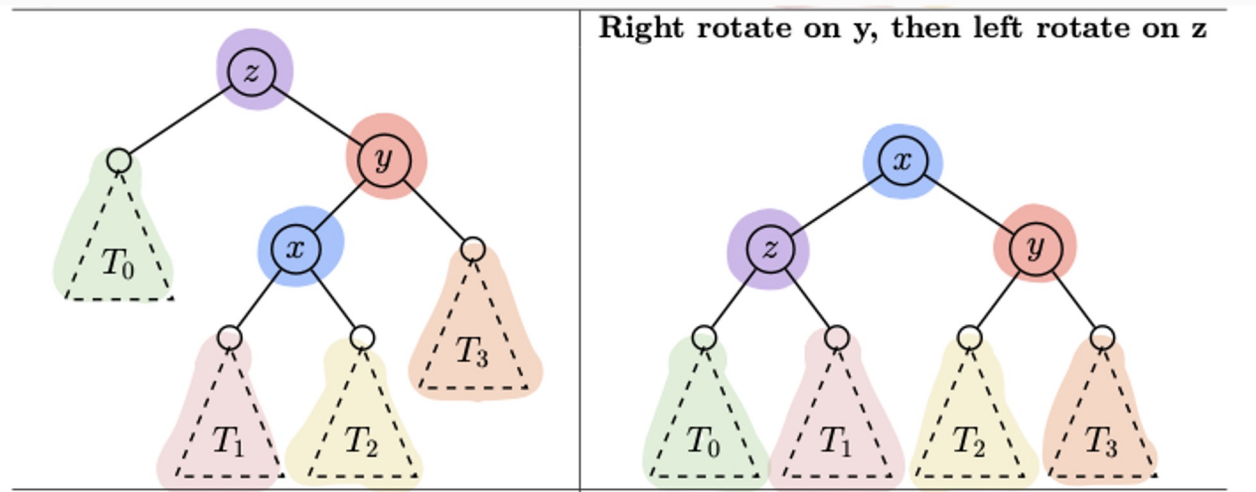 Right rotate on y, then left rotate on z
z
y
x
T0
T1
T2
T3
x
z
y
T0
T1
T2
T3